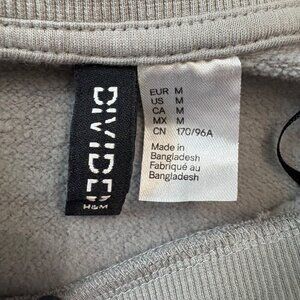 DIVIDED
H&M
EUR M
US M
CA M
MX M
CN 170/96A
Made in
Bangladesh
Fabriqué au
Bangladesh